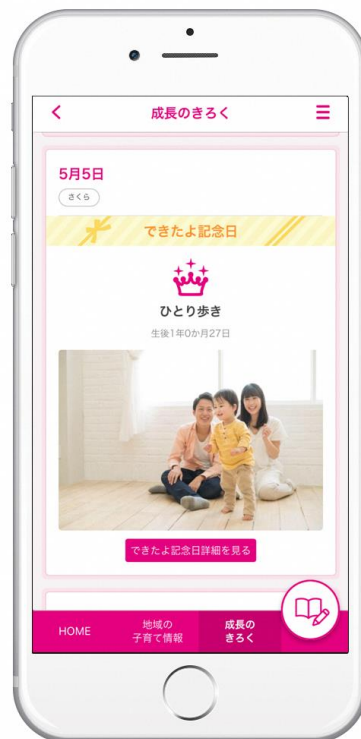 成長のきろく
5月5日
さくら
できたよ記念日
ひとり歩き
生後1年0か月27日
できたよ記念日詳細を見る
HOME
地域の
子育て情報
成長の
きろく